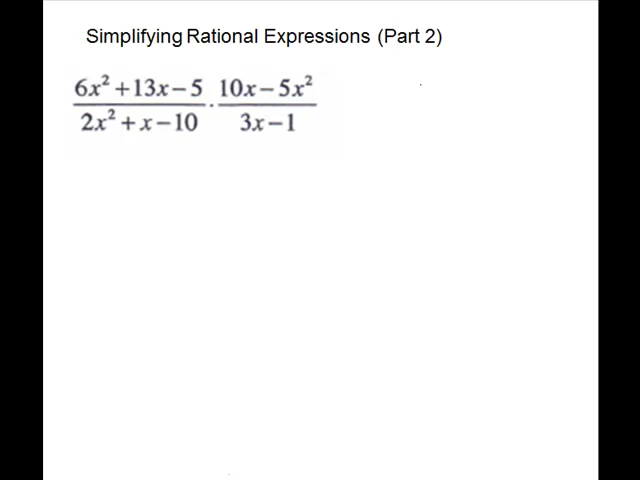 Simplifying Rational Expressions (Part 2)
6x² + 13x − 5   10x − 5x²
·
2x² + x − 10   3x − 1